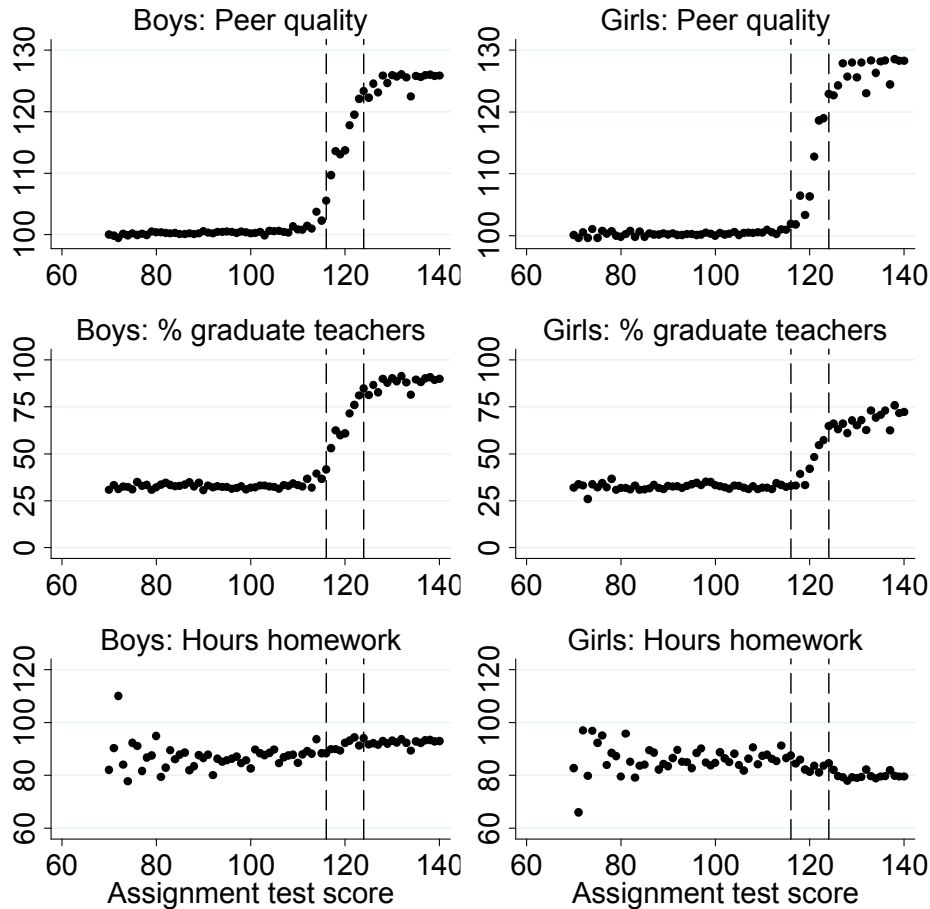 Boys: Peer quality
100 110 120 130
60 80 100 120 140
Girls: Peer quality
100 110 120 130
60 80 100 120 140
Boys: % graduate teachers
0 25 50 75 100
60 80 100 120 140
Girls: % graduate teachers
0 25 50 75 100
60 80 100 120 140
Boys: Hours homework
60 80 100 120
60 80 100 120 140
Assignment test score
Girls: Hours homework
60 80 100 120
60 80 100 120 140
Assignment test score